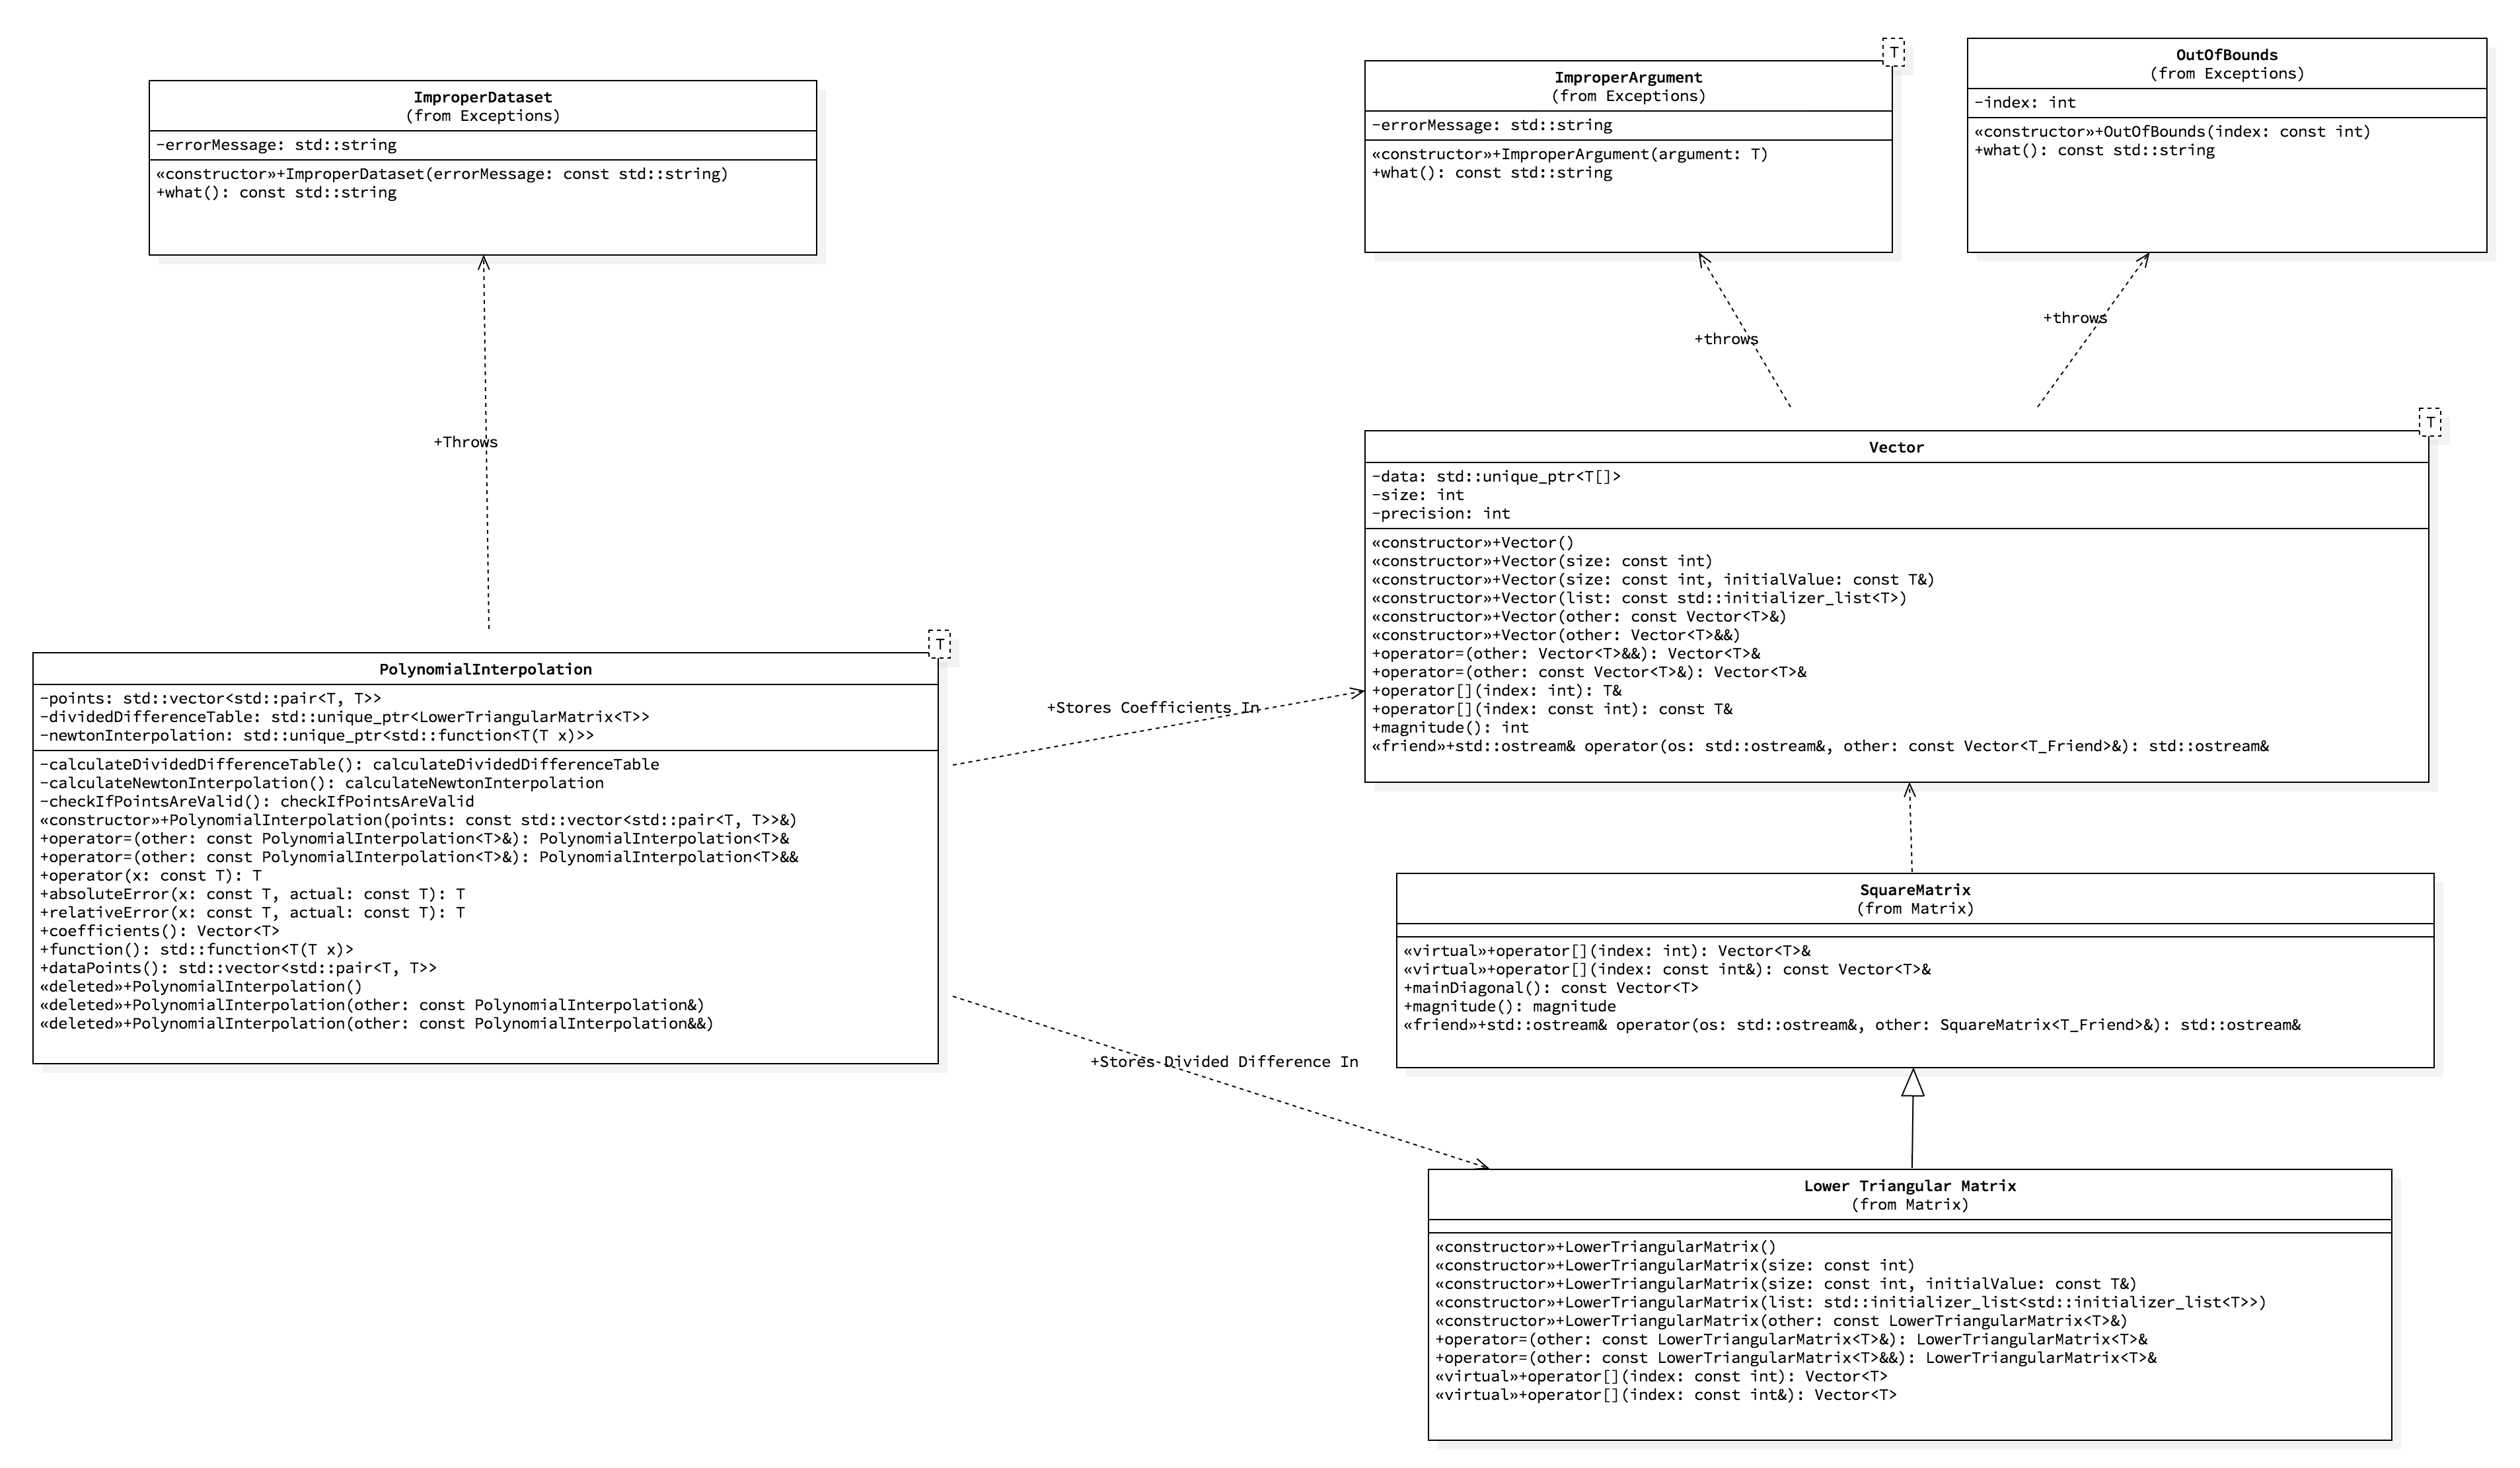 ImproperDataset
(from Exceptions)
-errorMessage: std::string
«constructor»+ImproperDataset(errorMessage: const std::string)
+what(): const std::string
T
ImproperArgument
(from Exceptions)
-errorMessage: std::string
«constructor»+ImproperArgument(argument: T)
+what(): const std::string
OutOfBounds
(from Exceptions)
-index: int
«constructor»+OutOfBounds(index: const int)
+what(): const std::string
+throws
+throws
+Throws
T
Vector
-data: std::unique_ptr<T[]>
-size: int
-precision: int
«constructor»+Vector()
«constructor»+Vector(size: const int)
«constructor»+Vector(size: const int, initialValue: const T&)
«constructor»+Vector(list: const std::initializer_list<T>)
«constructor»+Vector(other: const Vector<T>&)
«constructor»+Vector(other: Vector<T>&&)
+operator=(other: Vector<T>&&): Vector<T>&
+operator=(other: const Vector<T>&): Vector<T>&
+operator[](index: int): T&
+operator[](index: const int): const T&
+magnitude(): int
«friend»+std::ostream& operator(os: std::ostream&, other: const Vector<T_Friend>&): std::ostream&
T
PolynomialInterpolation
-points: std::vector<std::pair<T, T>>
-dividedDifferenceTable: std::unique_ptr<LowerTriangularMatrix<T>>
-newtonInterpolation: std::unique_ptr<std::function<T(T x)>>
-calculateDividedDifferenceTable(): calculateDividedDifferenceTable
-calculateNewtonInterpolation(): calculateNewtonInterpolation
-checkIfPointsAreValid(): checkIfPointsAreValid
«constructor»+PolynomialInterpolation(points: const std::vector<std::pair<T, T>>&)
+operator=(other: const PolynomialInterpolation<T>&): PolynomialInterpolation<T>&
+operator=(other: const PolynomialInterpolation<T>&): PolynomialInterpolation<T>&&
+operator(x: const T): T
+absoluteError(x: const T, actual: const T): T
+relativeError(x: const T, actual: const T): T
+coefficients(): Vector<T>
+function(): std::function<T(T x)>
+dataPoints(): std::vector<std::pair<T, T>>
«deleted»+PolynomialInterpolation()
«deleted»+PolynomialInterpolation(other: const PolynomialInterpolation&)
«deleted»+PolynomialInterpolation(other: const PolynomialInterpolation&&)
+Stores Coefficients In
+Stores Divided Difference In
SquareMatrix
(from Matrix)
«virtual»+operator[](index: int): Vector<T>&
«virtual»+operator[](index: const int&): const Vector<T>&
+mainDiagonal(): const Vector<T>
+magnitude(): magnitude
«friend»+std::ostream& operator(os: std::ostream&, other: SquareMatrix<T_Friend>&): std::ostream&
Lower Triangular Matrix
(from Matrix)
«constructor»+LowerTriangularMatrix()
«constructor»+LowerTriangularMatrix(size: const int)
«constructor»+LowerTriangularMatrix(size: const int, initialValue: const T&)
«constructor»+LowerTriangularMatrix(list: std::initializer_list<std::initializer_list<T>>)
«constructor»+LowerTriangularMatrix(other: const LowerTriangularMatrix<T>&)
+operator=(other: const LowerTriangularMatrix<T>&): LowerTriangularMatrix<T>&
+operator=(other: const LowerTriangularMatrix<T>&&): LowerTriangularMatrix<T>&
«virtual»+operator[](index: const int): Vector<T>
«virtual»+operator[](index: const int&): Vector<T>